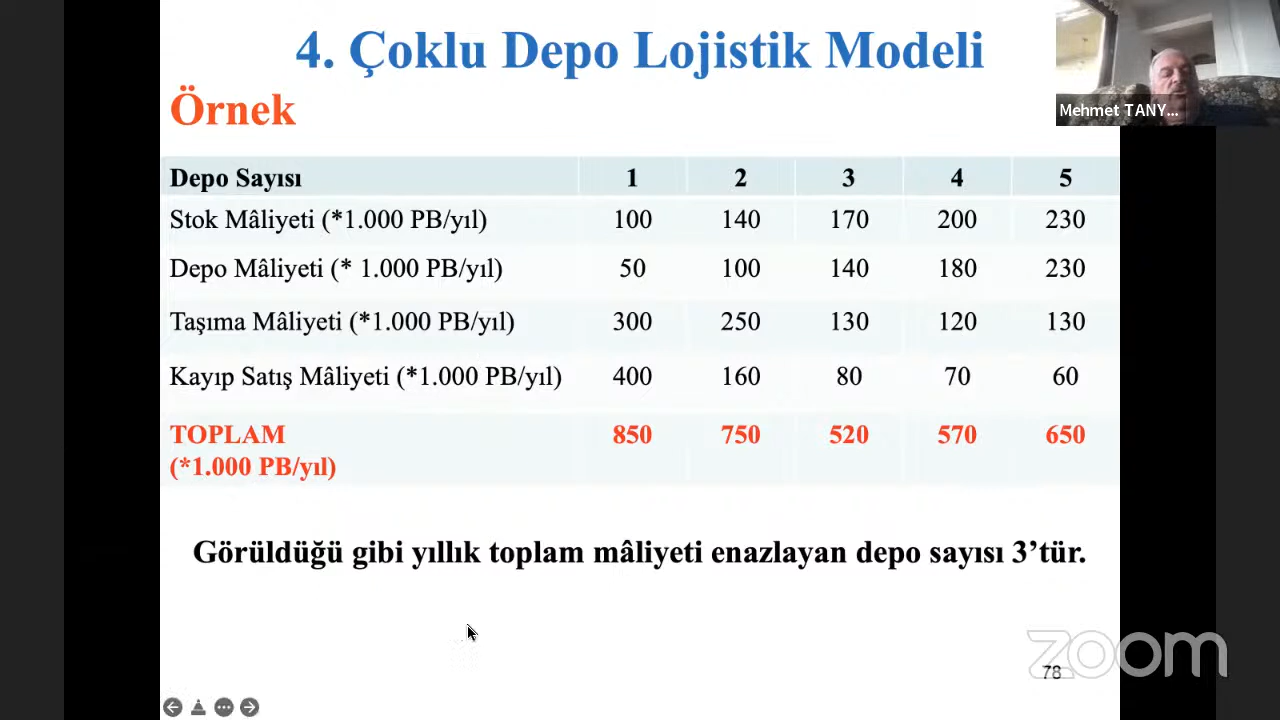 4. Çoklu Depo Lojistik Modeli
Örnek
Mehmet TANY...
Depo Sayısı 1 2 3 4 5
Stok Mâliyeti (*1.000 PB/yıl) 100 140 170 200 230
Depo Mâliyeti (* 1.000 PB/yıl) 50 100 140 180 230
Taşıma Mâliyeti (*1.000 PB/yıl) 300 250 130 120 130
Kayıp Satış Mâliyeti (*1.000 PB/yıl) 400 160 80 70 60
TOPLAM 850 750 520 570 650
(*1.000 PB/yıl)
Görüldüğü gibi yıllık toplam mâliyeti enazlayan depo sayısı 3’tür.
zoom
78